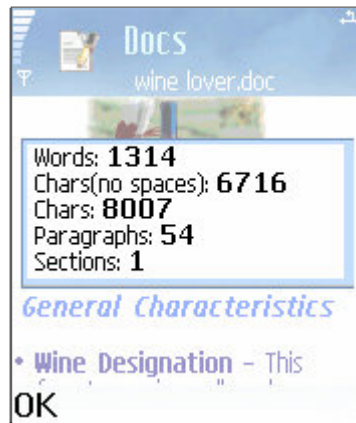 Docs
wine lover.doc
Words: 1314
Chars(no spaces): 6716
Chars: 8007
Paragraphs: 54
Sections: 1
General Characteristics
• Wine Designation – This
OK